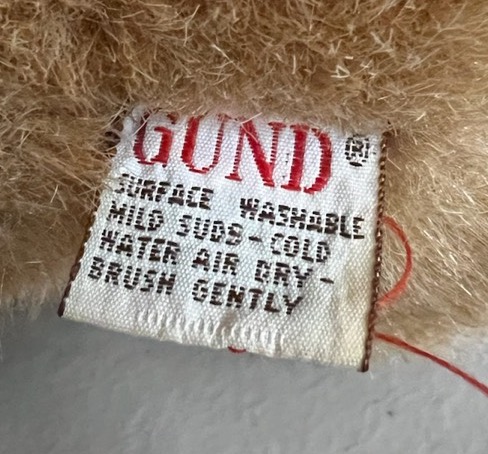 GUND®
SURFACE WASHABLE
MILD SUDS-COLD
WATER AIR DRY-
BRUSH GENTLY